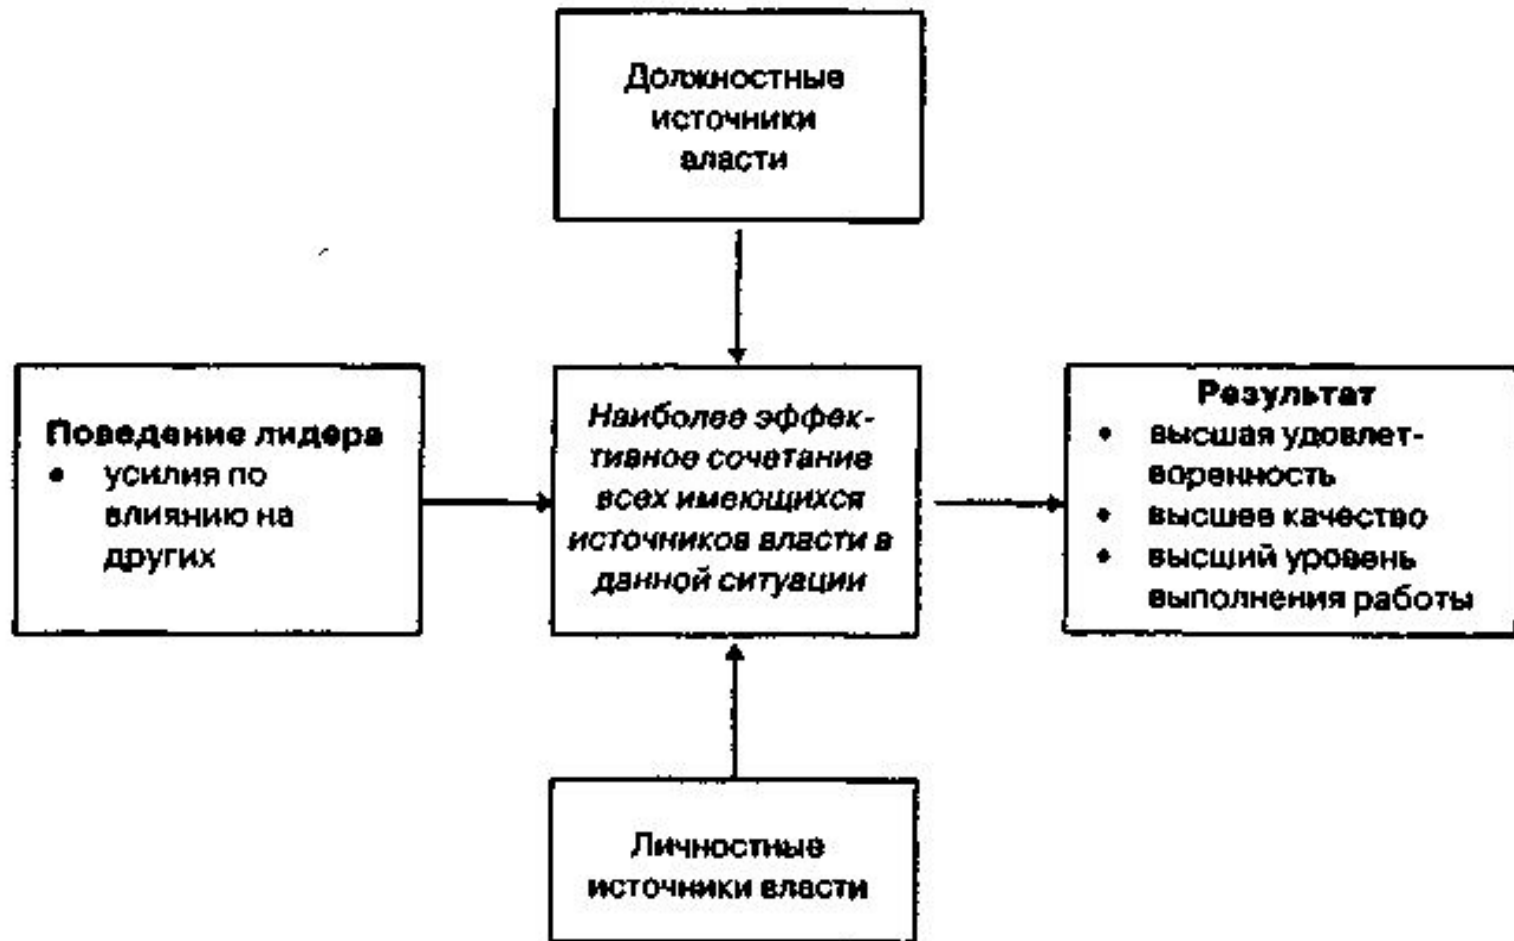 Должностные
источники
власти
Поведение лидера
• усилия по
влиянию на
других
Наиболее эффек-
тивное сочетание
всех имеющихся
источников власти в
данной ситуации
Результат
• высшая удовлет-
воренность
• высшее качество
• высший уровень
выполнения работы
Личностные
источники власти